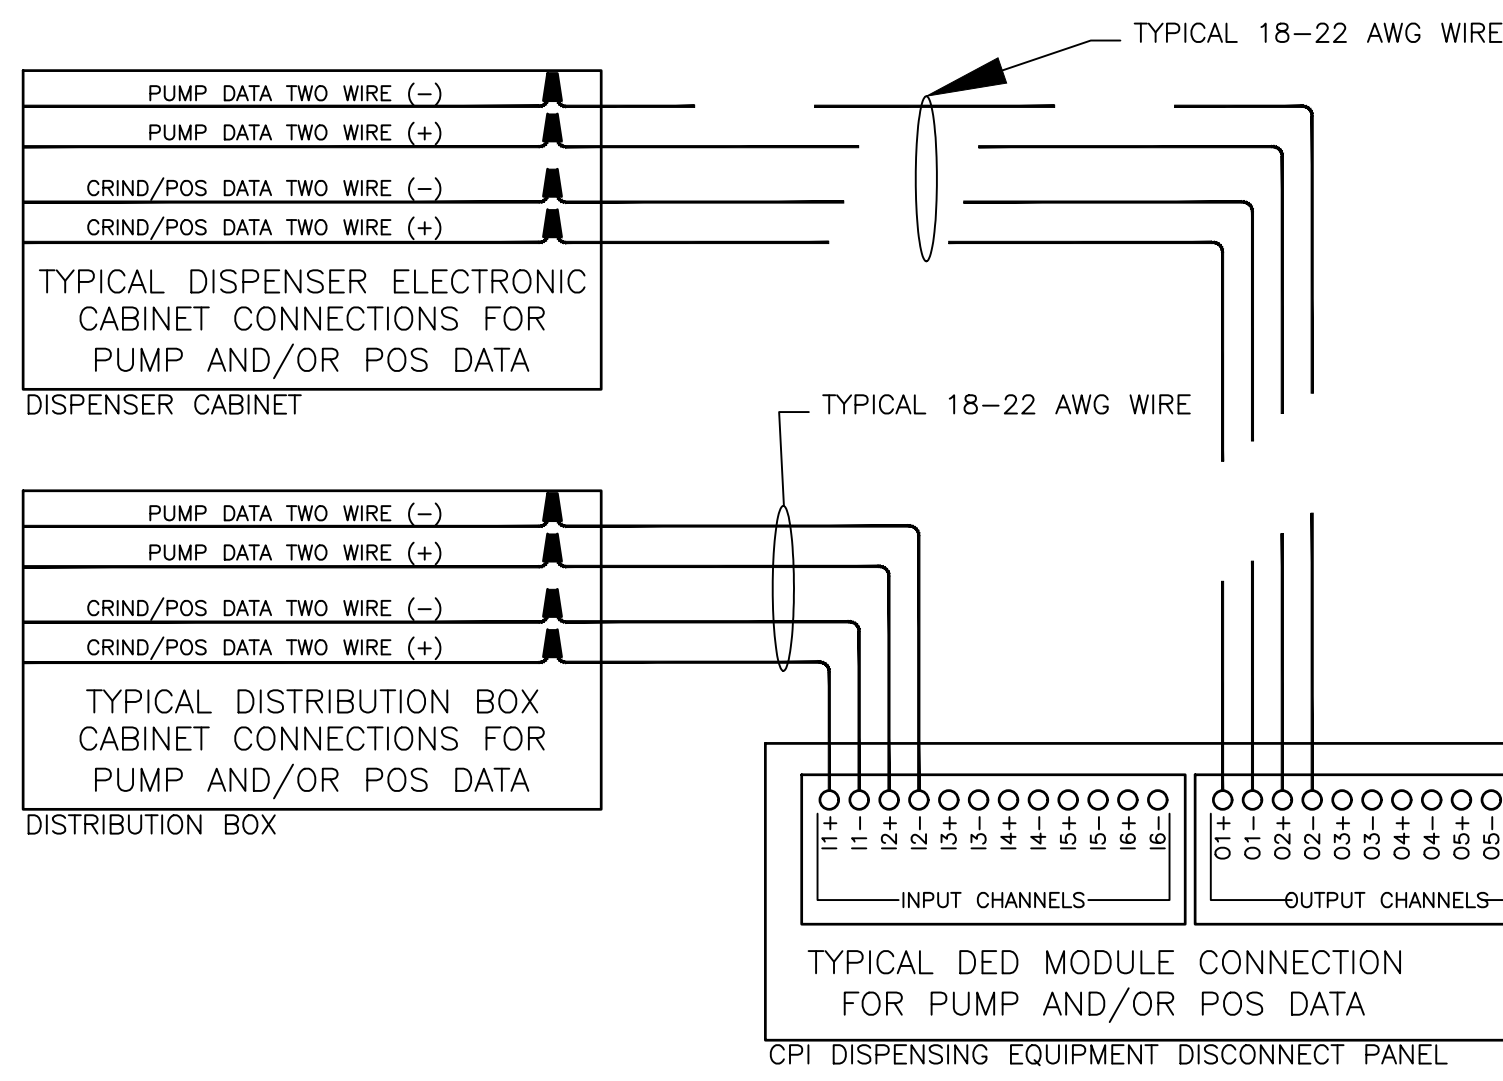 TYPICAL 18-22 AWG WIRE
PUMP DATA TWO WIRE (-)
PUMP DATA TWO WIRE (+)
CRIND/POS DATA TWO WIRE (-)
CRIND/POS DATA TWO WIRE (+)
TYPICAL DISPENSER ELECTRONIC
CABINET CONNECTIONS FOR
PUMP AND/OR POS DATA
DISPENSER CABINET
TYPICAL 18-22 AWG WIRE
PUMP DATA TWO WIRE (-)
PUMP DATA TWO WIRE (+)
CRIND/POS DATA TWO WIRE (-)
CRIND/POS DATA TWO WIRE (+)
TYPICAL DISTRIBUTION BOX
CABINET CONNECTIONS FOR
PUMP AND/OR POS DATA
DISTRIBUTION BOX
I1+ I1- I2+ I2- I3+ I3- I4+ I4- I5+ I5- I6+ I6-
O1+ O1- O2+ O2- O3+ O3- O4+ O4- O5+ O5-
INPUT CHANNELS
OUTPUT CHANNELS
TYPICAL DED MODULE CONNECTION
FOR PUMP AND/OR POS DATA
CPI DISPENSING EQUIPMENT DISCONNECT PANEL